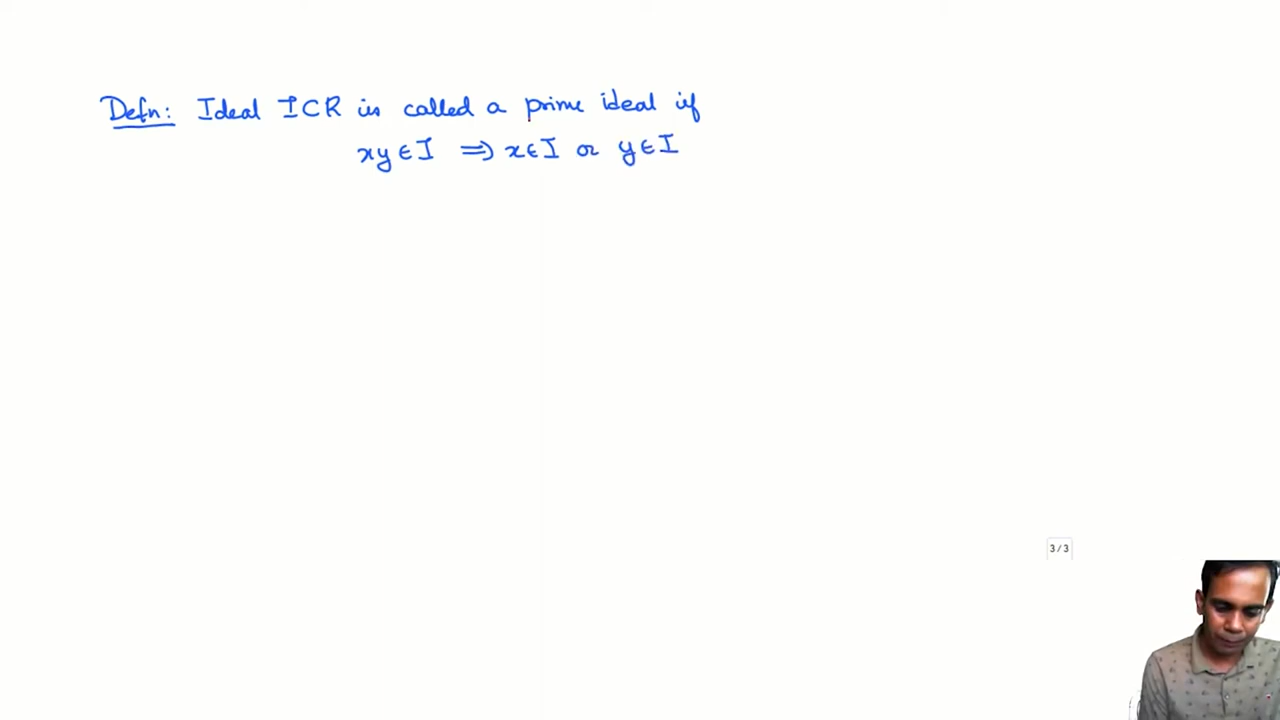 Defn: Ideal I⊂R is called a prime ideal if
xy ∈ I ⟹ x∈I or y∈I
3/3